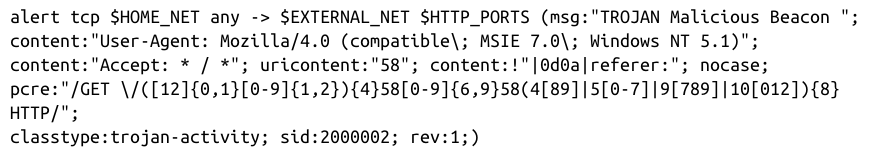 alert tcp $HOME_NET any -> $EXTERNAL_NET $HTTP_PORTS (msg:"TROJAN Malicious Beacon ";
content:"User-Agent: Mozilla/4.0 (compatible\; MSIE 7.0\; Windows NT 5.1)";
content:"Accept: * / *"; uricontent:"58"; content:!"|0d0a|referer:"; nocase;
pcre:"/GET \/([12]{0,1}[0-9]{1,2}){4}58[0-9]{6,9}58(4[89]|5[0-7]|9[789]|10[012]){8}
HTTP/";
classtype:trojan-activity; sid:2000002; rev:1;)